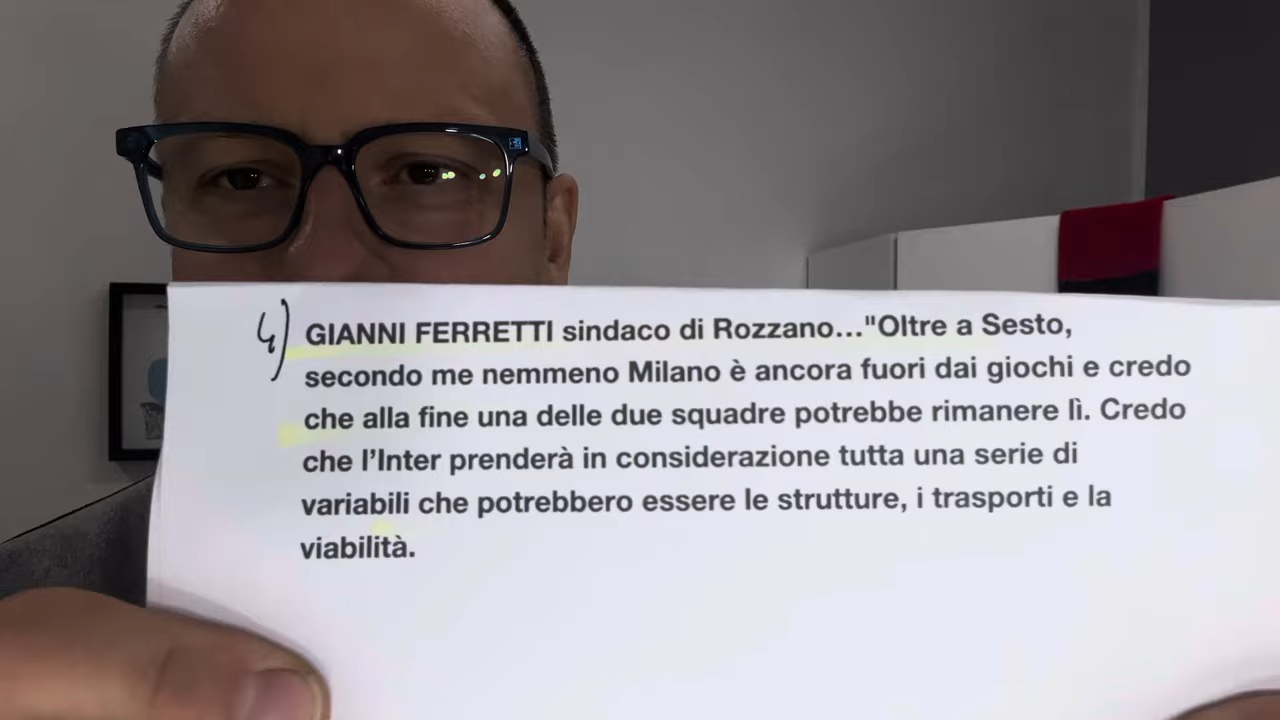 4) GIANNI FERRETTI sindaco di Rozzano..."Oltre a Sesto,
secondo me nemmeno Milano è ancora fuori dai giochi e credo
che alla fine una delle due squadre potrebbe rimanere lì. Credo
che l'Inter prenderà in considerazione tutta una serie di
variabili che potrebbero essere le strutture, i trasporti e la
viabilità.